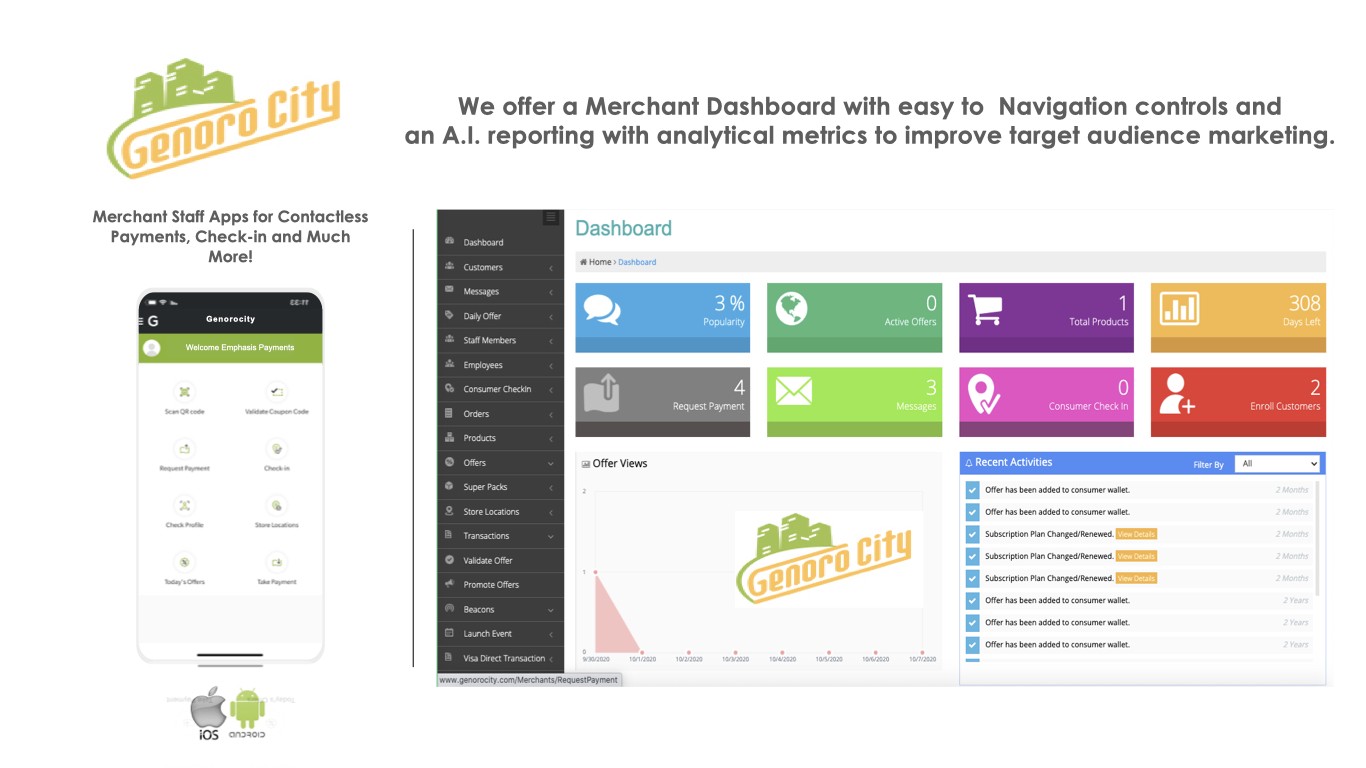 Genoro City
We offer a Merchant Dashboard with easy to  Navigation controls and
an A.I. reporting with analytical metrics to improve target audience marketing.
Merchant Staff Apps for Contactless
Payments, Check-in and Much
More!
G
Genorocity
Welcome Emphasis Payments
Scan QR code
Validate Coupon Code
Request Payment
Check-in
Check Profile
Store Locations
Today's Offers
Take Payment
iOS
ANDROID
Dashboard
Customers
Messages
Daily Offer
Staff Members
Employees
Consumer CheckIn
Orders
Products
Offers
Super Packs
Store Locations
Transactions
Validate Offer
Promote Offers
Beacons
Launch Event
Visa Direct Transaction
www.genorocity.com/Merchants/RequestPayment
Dashboard
Home › Dashboard
3 %
Popularity
0
Active Offers
1
Total Products
308
Days Left
4
Request Payment
3
Messages
0
Consumer Check In
2
Enroll Customers
Offer Views
2
1
0
9/30/2020 10/1/2020 10/2/2020 10/3/2020 10/4/2020 10/5/2020 10/6/2020 10/7/2020
Genoro City
Recent Activities
Filter By
All
Offer has been added to consumer wallet. 2 Months
Offer has been added to consumer wallet. 2 Months
Subscription Plan Changed/Renewed. View Details 2 Months
Subscription Plan Changed/Renewed. View Details 2 Months
Subscription Plan Changed/Renewed. View Details 2 Months
Offer has been added to consumer wallet. 2 Years
Offer has been added to consumer wallet. 2 Years
Offer has been added to consumer wallet. 2 Years